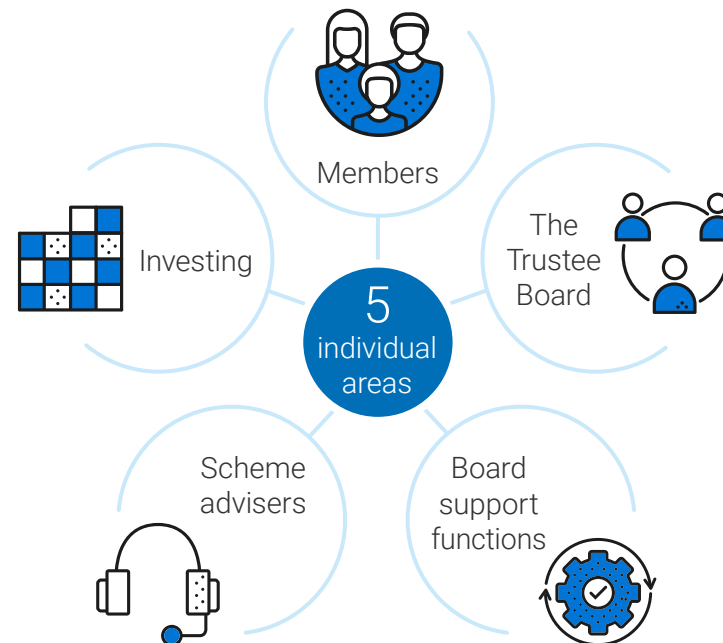 Members
Investing
The
Trustee
Board
5
individual
areas
Scheme
advisers
Board
support
functions